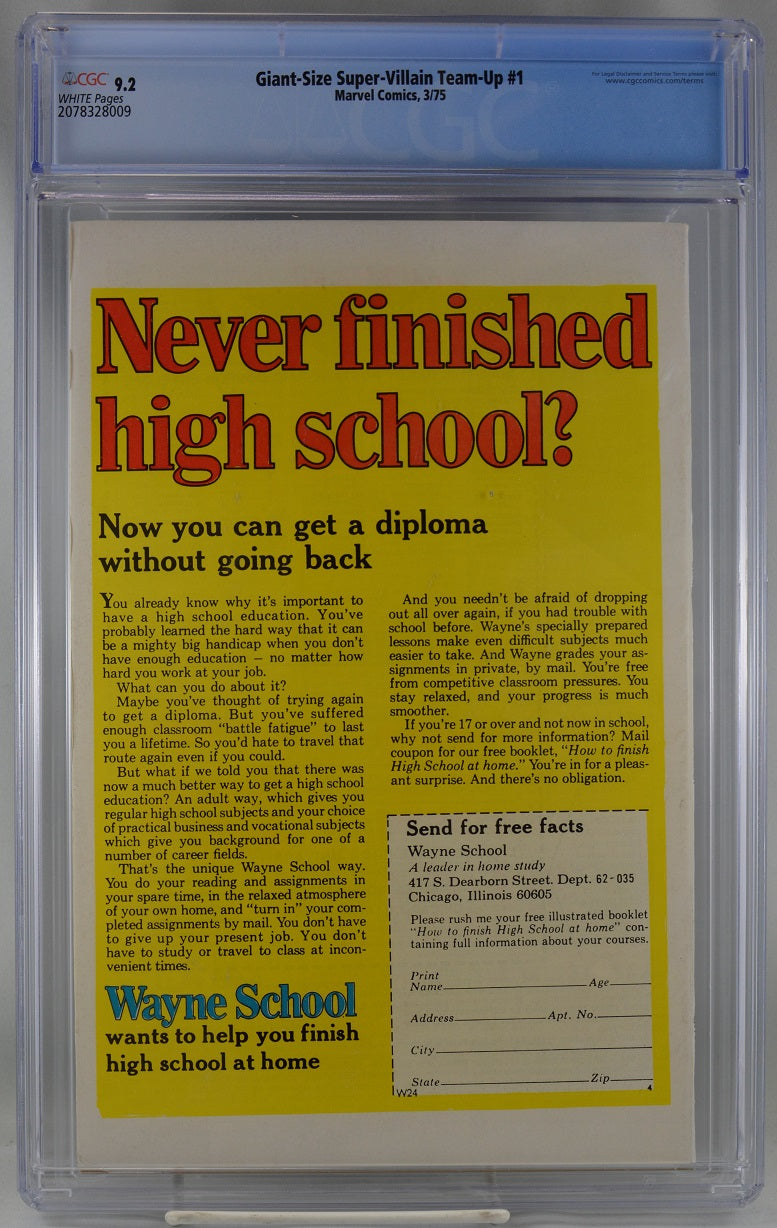 CGC 9.2
WHITE Pages
2078328009
Giant-Size Super-Villain Team-Up #1
Marvel Comics, 3/75
For Legal Disclaimer and Service Terms please visit:
www.cgccomics.com/terms
CGC
Never finished
high school?
Now you can get a diploma
without going back
You already know why it's important to
have a high school education. You've
probably learned the hard way that it can
be a mighty big handicap when you don't
have enough education — no matter how
hard you work at your job.
What can you do about it?
Maybe you've thought of trying again
to get a diploma. But you've suffered
enough classroom "battle fatigue" to last
you a lifetime. So you'd hate to travel that
route again even if you could.
But what if we told you that there was
now a much better way to get a high school
education? An adult way, which gives you
regular high school subjects and your choice
of practical business and vocational subjects
which give you background for one of a
number of career fields.
That's the unique Wayne School way.
You do your reading and assignments in
your spare time, in the relaxed atmosphere
of your own home, and "turn in" your com-
pleted assignments by mail. You don't have
to give up your present job. You don't
have to study or travel to class at incon-
venient times.
Wayne School
wants to help you finish
high school at home
And you needn't be afraid of dropping
out all over again, if you had trouble with
school before. Wayne's specially prepared
lessons make even difficult subjects much
easier to take. And Wayne grades your as-
signments in private, by mail. You're free
from competitive classroom pressures. You
stay relaxed, and your progress is much
smoother.
If you're 17 or over and not now in school,
why not send for more information? Mail
coupon for our free booklet, "How to finish
High School at home." You're in for a pleas-
ant surprise. And there's no obligation.
Send for free facts
Wayne School
A leader in home study
417 S. Dearborn Street. Dept. 62-035
Chicago, Illinois 60605
Please rush me your free illustrated booklet
"How to finish High School at home" con-
taining full information about your courses.
Print
Name Age
Address Apt. No.
City
State Zip
W24 4